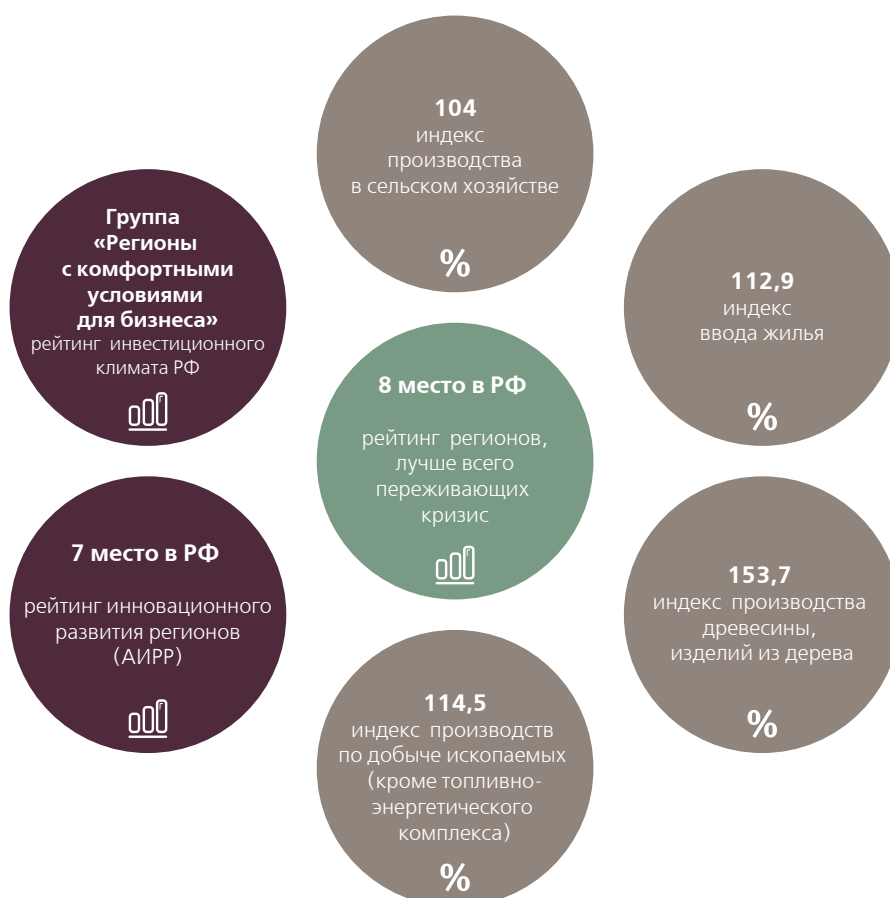 104
индекс
производства
в сельском хозяйстве
%
Группа
«Регионы
с комфортными
условиями
для бизнеса»
рейтинг инвестиционного
климата РФ
112,9
индекс
ввода жилья
%
8 место в РФ
рейтинг регионов,
лучше всего
переживающих
кризис
7 место в РФ
рейтинг инновационного
развития регионов
(АИРР)
153,7
индекс производства
древесины,
изделий из дерева
%
114,5
индекс производств
по добыче ископаемых
(кроме топливно-
энергетического
комплекса)
%